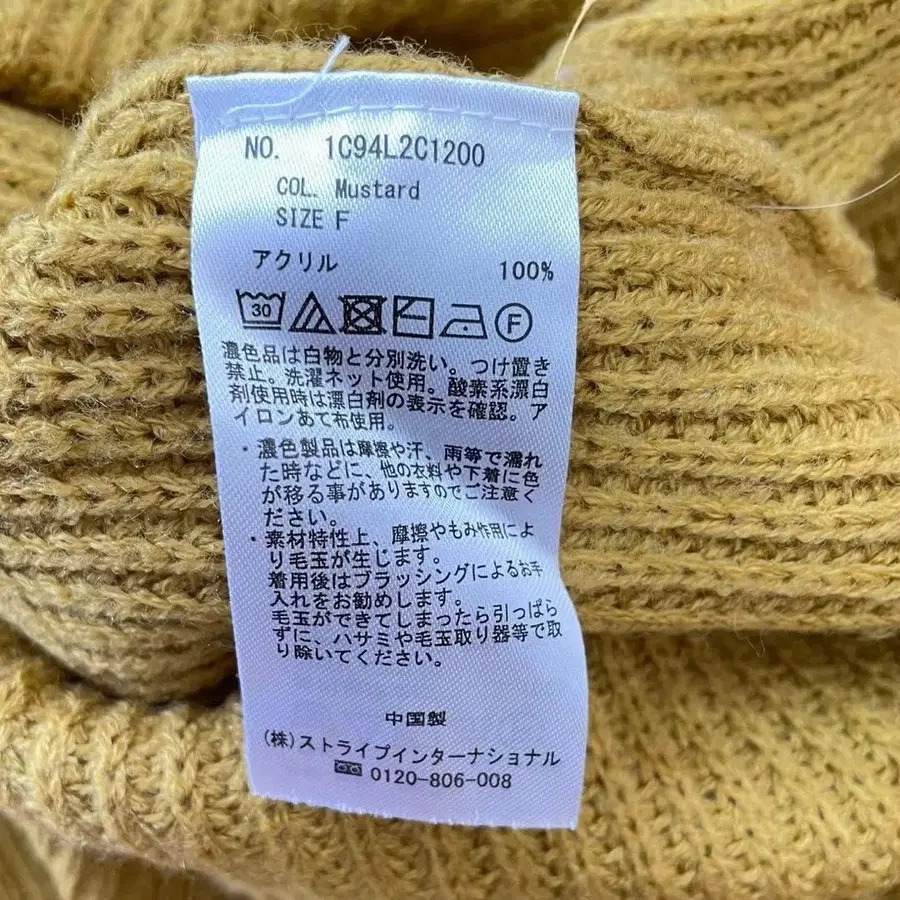 NO. 1C94L2C1200
COL. Mustard
SIZE F
アクリル 100%
30 F
濃色品は白物と分別洗い。つけ置き
禁止。洗濯ネット使用。酸素系漂白
剤使用時は漂白剤の表示を確認。ア
イロンあて布使用。
・濃色製品は摩擦や汗、雨等で濡れ
た時などに、他の衣料や下着に色
が移る事がありますのでご注意く
ださい。
・素材特性上、摩擦やもみ作用によ
り毛玉が生じます。
着用後はブラッシングによるお手
入れをお勧めします。
毛玉ができてしまったら引っぱら
ずに、ハサミや毛玉取り器等で取
り除いてください。
中国製
(株)ストライプインターナショナル
0120-806-008